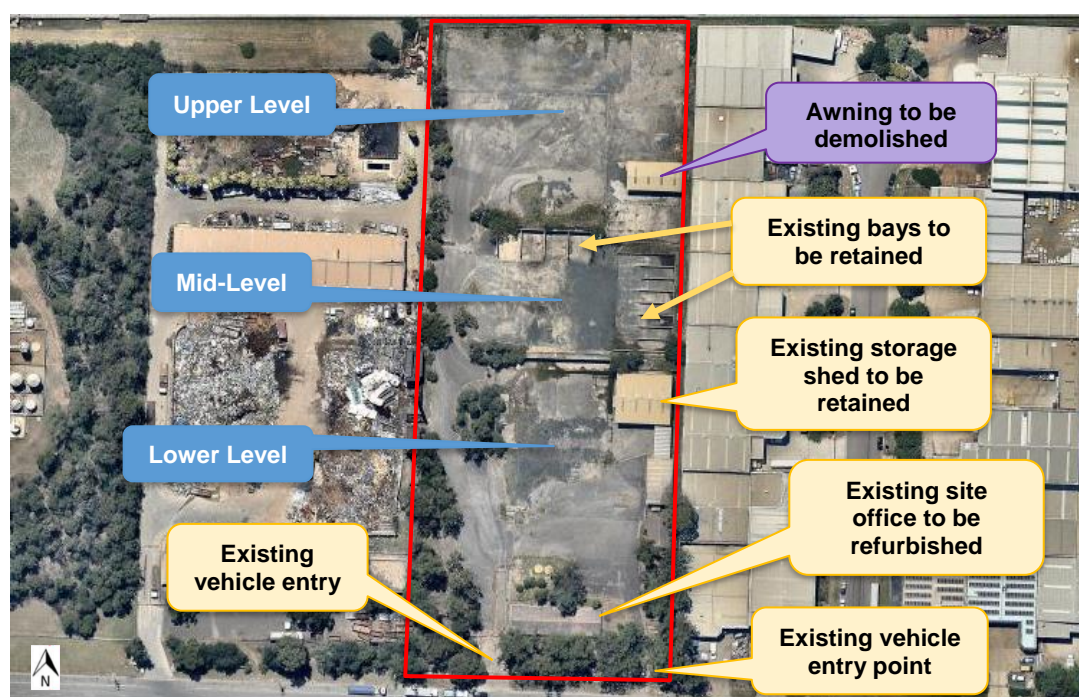 Upper Level
Awning to be
demolished
Existing bays to
be retained
Mid-Level
Existing storage
shed to be
retained
Lower Level
Existing site
office to be
refurbished
Existing
vehicle entry
Existing vehicle
entry point
N